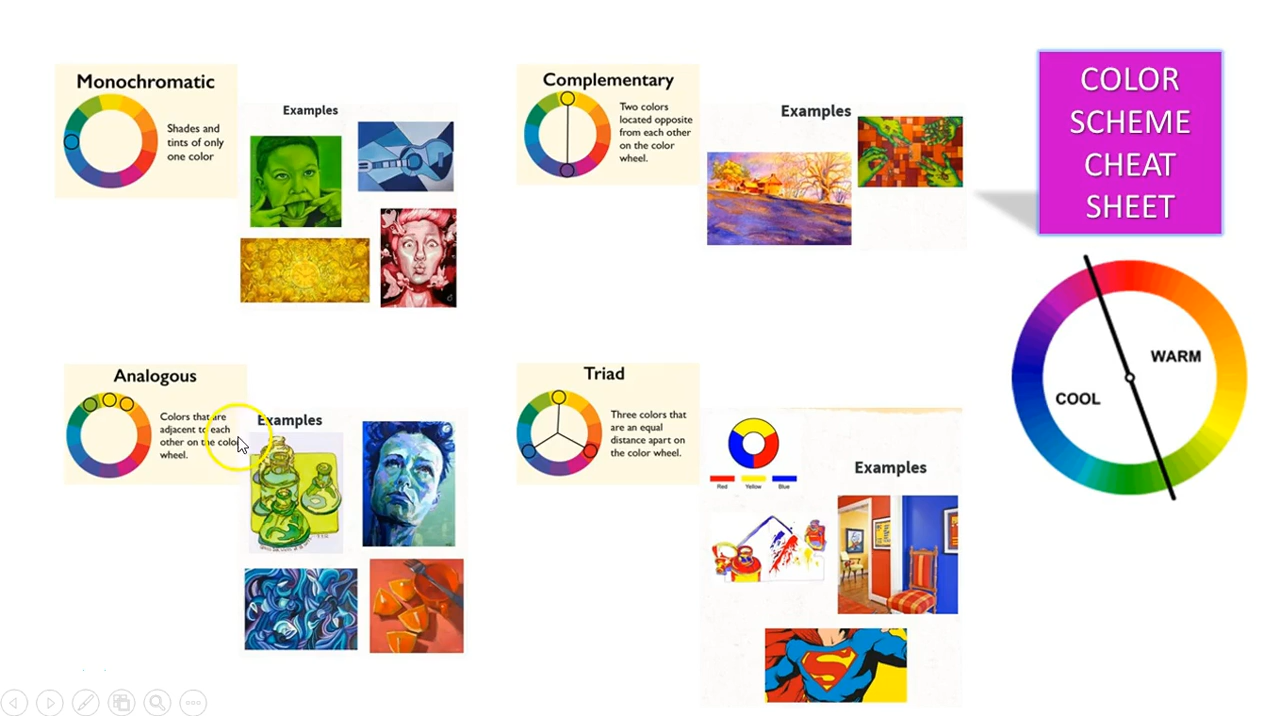 Monochromatic
Shades and
tints of only
one color
Examples
Complementary
Two colors
located opposite
from each other
on the color
wheel.
Examples
COLOR
SCHEME
CHEAT
SHEET
WARM
COOL
Analogous
Colors that are
adjacent to each
other on the color
wheel.
Examples
Triad
Three colors that
are an equal
distance apart on
the color wheel.
Red Yellow Blue
Examples
S